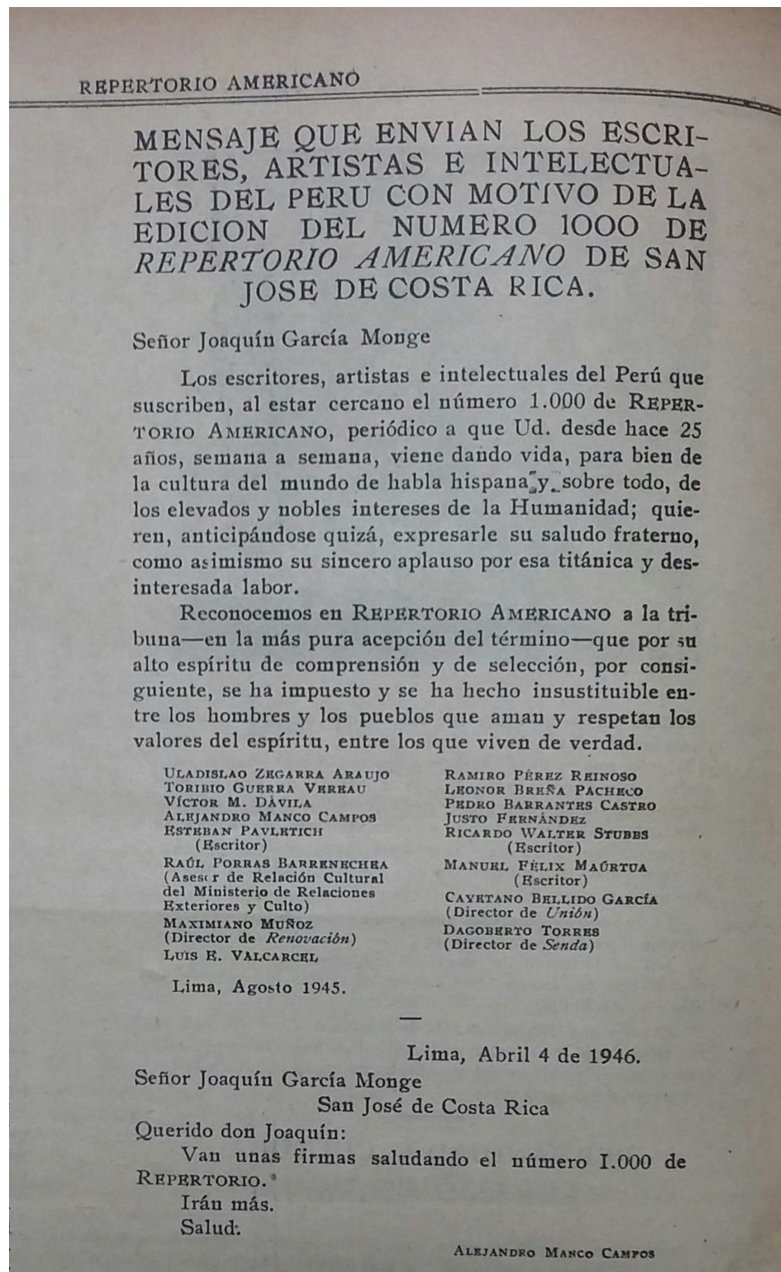 REPERTORIO AMERICANO
MENSAJE QUE ENVIAN LOS ESCRI-
TORES, ARTISTAS E INTELECTUA-
LES DEL PERU CON MOTIVO DE LA
EDICION DEL NUMERO 1000 DE
REPERTORIO AMERICANO DE SAN
JOSE DE COSTA RICA.
Señor Joaquín García Monge
Los escritores, artistas e intelectuales del Perú que
suscriben, al estar cercano el número 1.000 de REPER-
TORIO AMERICANO, periódico a que Ud. desde hace 25
años, semana a semana, viene dando vida, para bien de
la cultura del mundo de habla hispana y sobre todo, de
los elevados y nobles intereses de la Humanidad; quie-
ren, anticipándose quizá, expresarle su saludo fraterno,
como asimismo su sincero aplauso por esa titánica y des-
interesada labor.
Reconocemos en REPERTORIO AMERICANO a la tri-
buna—en la más pura acepción del término—que por su
alto espíritu de comprensión y de selección, por consi-
guiente, se ha impuesto y se ha hecho insustituible en-
tre los hombres y los pueblos que aman y respetan los
valores del espíritu, entre los que viven de verdad.
ULADISLAO ZEGARRA ARAUJO
TORIBIO GUERRA VEREAU
VÍCTOR M. DÁVILA
ALEJANDRO MANCO CAMPOS
ESTEBAN PAVLETICH
(Escritor)
RAÚL PORRAS BARRENECHEA
(Asesor de Relación Cultural
del Ministerio de Relaciones
Exteriores y Culto)
MAXIMIANO MUÑOZ
(Director de Renovación)
LUIS E. VALCARCEL
RAMIRO PÉREZ REINOSO
LEONOR BREÑA PACHECO
PEDRO BARRANTES CASTRO
JUSTO FERNÁNDEZ
RICARDO WALTER STUBBS
(Escritor)
MANUEL FÉLIX MAÚRTUA
(Escritor)
CAYETANO BELLIDO GARCÍA
(Director de Unión)
DAGOBERTO TORRES
(Director de Senda)
Lima, Agosto 1945.
Lima, Abril 4 de 1946.
Señor Joaquín García Monge
San José de Costa Rica
Querido don Joaquín:
Van unas firmas saludando el número 1.000 de
REPERTORIO.
Irán más.
Salud.
ALEJANDRO MANCO CAMPOS